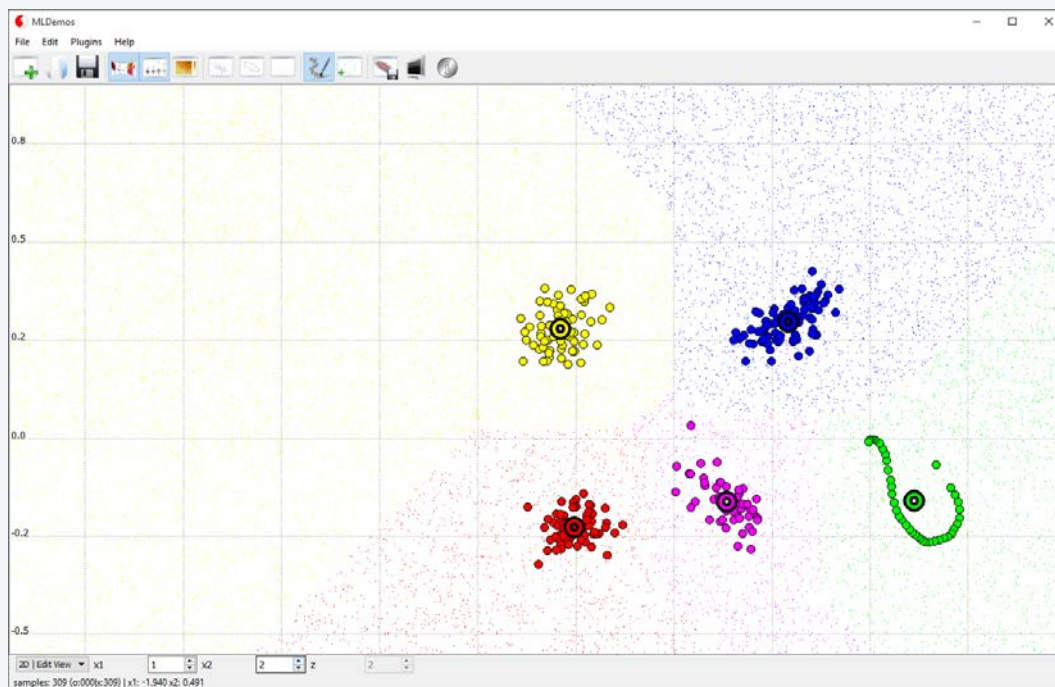 MLDemos
File Edit Plugins Help
0.8
0.5
0.2
0.0
-0.2
-0.5
2D | Edit View x1 1 x2 2 z 2
samples: 309 (o:000|x:309) | x1: -1.940 x2: 0.491